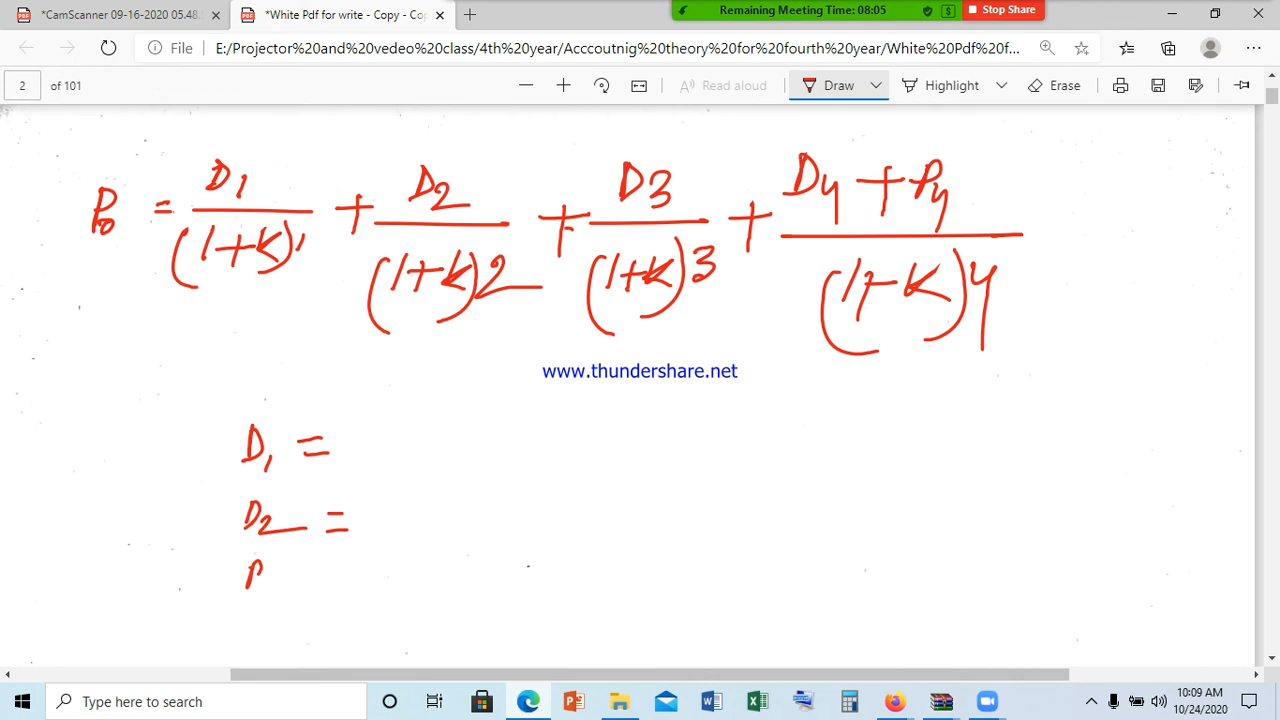 *CamScanner 09-16-2020 05.48
*White Pdf for write - Copy - Cop
Remaining Meeting Time: 08:05
Stop Share
File
E:/Projector%20and%20vedeo%20class/4th%20year/Acccoutnig%20theory%20for%20fourth%20year/White%20Pdf%20f...
2 of 101
Read aloud
Draw
Highlight
Erase
P0 = D1 / (1+K)1 + D2 / (1+K)2 + D3 / (1+K)3 + D4 + P4 / (1+K)4
www.thundershare.net
D1 =
D2 =
Type here to search
10:09 AM
10/24/2020